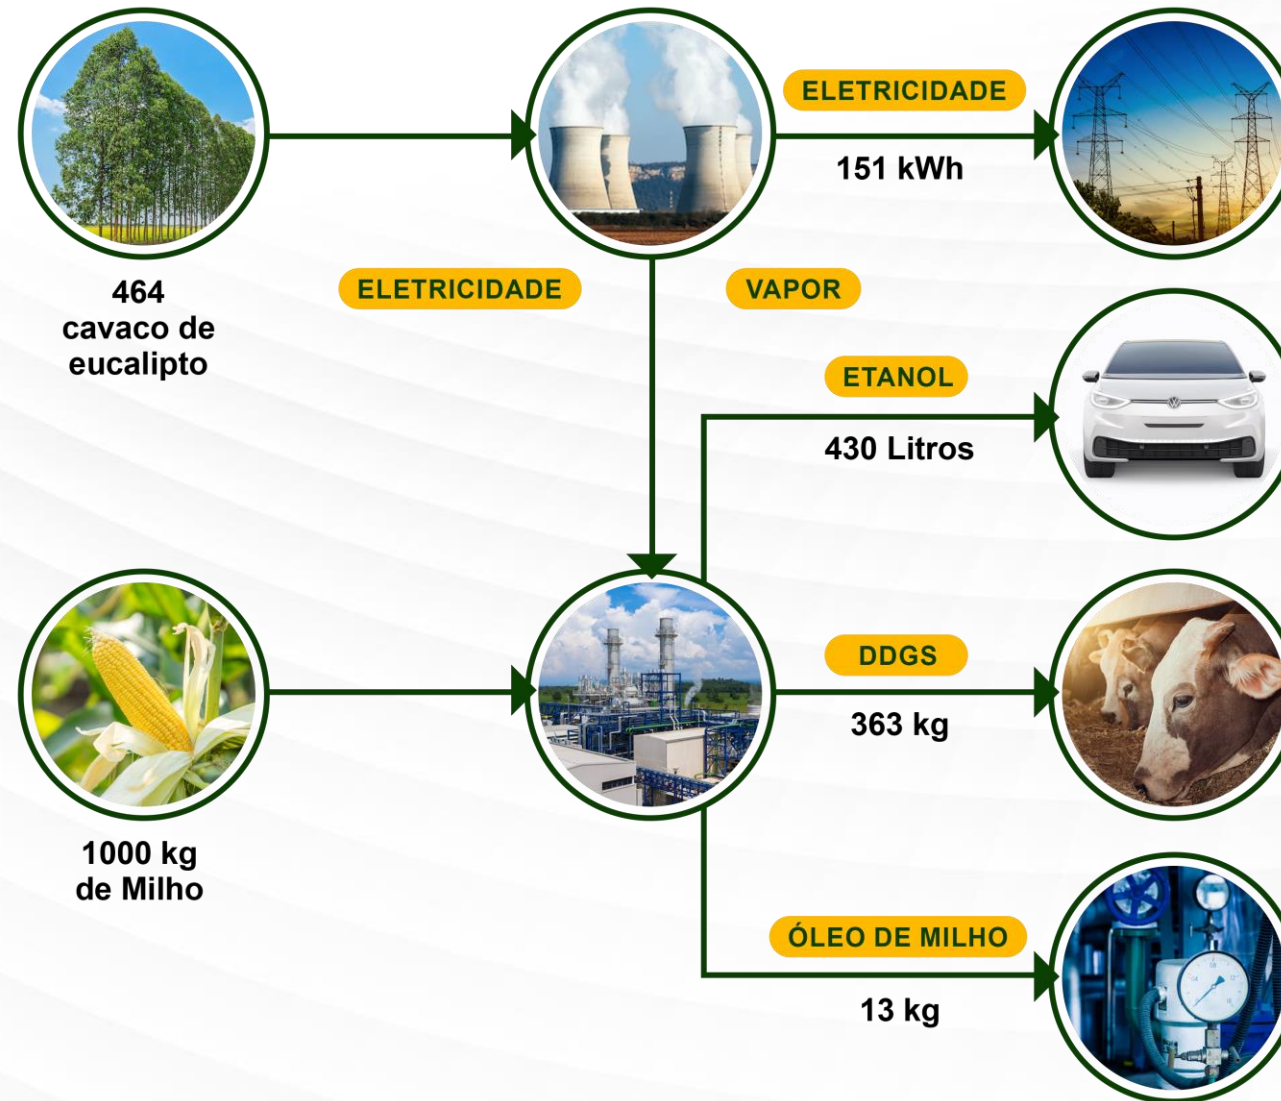 ELETRICIDADE
151 kWh
464
cavaco de
eucalipto
ELETRICIDADE
VAPOR
ETANOL
430 Litros
1000 kg
de Milho
DDGS
363 kg
ÓLEO DE MILHO
13 kg